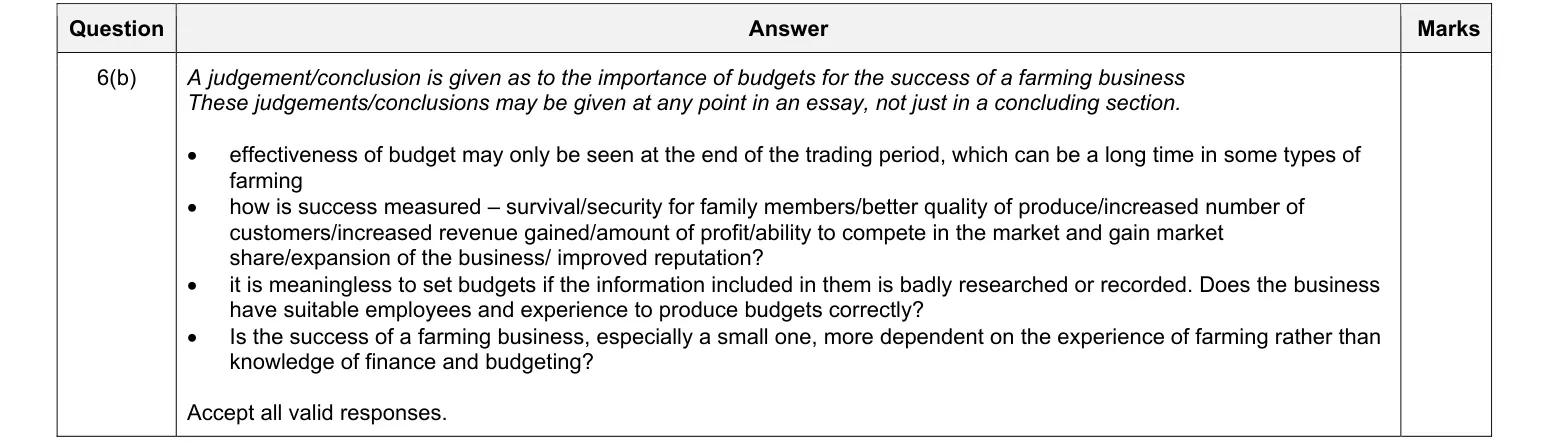 Question Answer Marks
6(b) A judgement/conclusion is given as to the importance of budgets for the success of a farming business
These judgements/conclusions may be given at any point in an essay, not just in a concluding section.
• effectiveness of budget may only be seen at the end of the trading period, which can be a long time in some types of
farming
• how is success measured – survival/security for family members/better quality of produce/increased number of
customers/increased revenue gained/amount of profit/ability to compete in the market and gain market
share/expansion of the business/ improved reputation?
• it is meaningless to set budgets if the information included in them is badly researched or recorded. Does the business
have suitable employees and experience to produce budgets correctly?
• Is the success of a farming business, especially a small one, more dependent on the experience of farming rather than
knowledge of finance and budgeting?
Accept all valid responses.